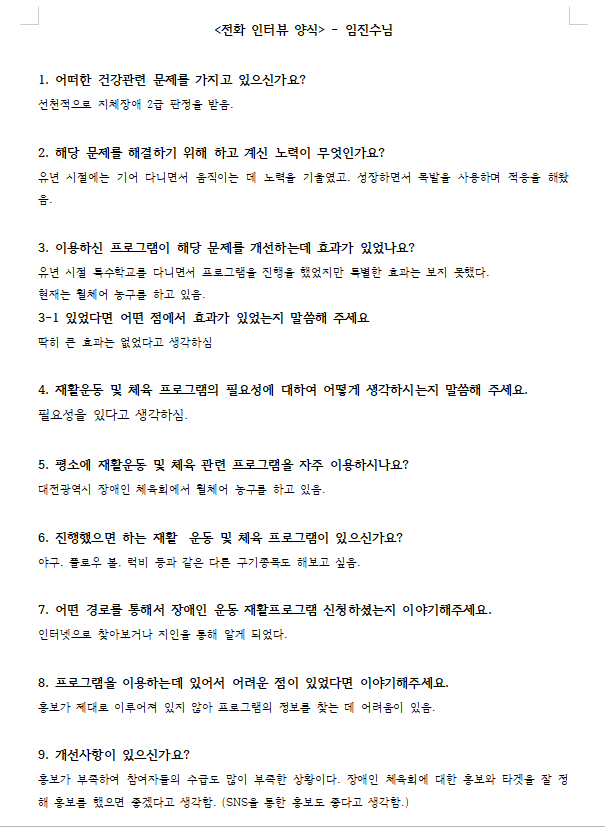 <전화 인터뷰 양식> - 임진수님
1. 어떠한 건강관련 문제를 가지고 있으신가요?
선천적으로 지체장애 2급 판정을 받음.
2. 해당 문제를 해결하기 위해 하고 계신 노력이 무엇인가요?
유년 시절에는 기어 다니면서 움직이는 데 노력을 기울였고, 성장하면서 목발을 사용하며 적응을 해왔
음.
3. 이용하신 프로그램이 해당 문제를 개선하는데 효과가 있었나요?
유년 시절 특수학교를 다니면서 프로그램을 진행을 했었지만 특별한 효과는 보지 못했다.
현재는 휠체어 농구를 하고 있음.
3-1 있었다면 어떤 점에서 효과가 있었는지 말씀해 주세요
딱히 큰 효과는 없었다고 생각하심
4. 재활운동 및 체육 프로그램의 필요성에 대하여 어떻게 생각하시는지 말씀해 주세요.
필요성을 있다고 생각하심.
5. 평소에 재활운동 및 체육 관련 프로그램을 자주 이용하시나요?
대전광역시 장애인 체육회에서 휠체어 농구를 하고 있음.
6. 진행했으면 하는 재활  운동 및 체육 프로그램이 있으신가요?
야구, 플로우 볼, 럭비 등과 같은 다른 구기종목도 해보고 싶음.
7. 어떤 경로를 통해서 장애인 운동 재활프로그램 신청하셨는지 이야기해주세요.
인터넷으로 찾아보거나 지인을 통해 알게 되었다.
8. 프로그램을 이용하는데 있어서 어려운 점이 있었다면 이야기해주세요.
홍보가 제대로 이루어져 있지 않아 프로그램의 정보를 찾는 데 어려움이 있음.
9. 개선사항이 있으신가요?
홍보가 부족하여 참여자들의 수급도 많이 부족한 상황이다. 장애인 체육회에 대한 홍보와 타겟을 잘 정
해 홍보를 했으면 좋겠다고 생각함. (SNS을 통한 홍보도 좋다고 생각함.)